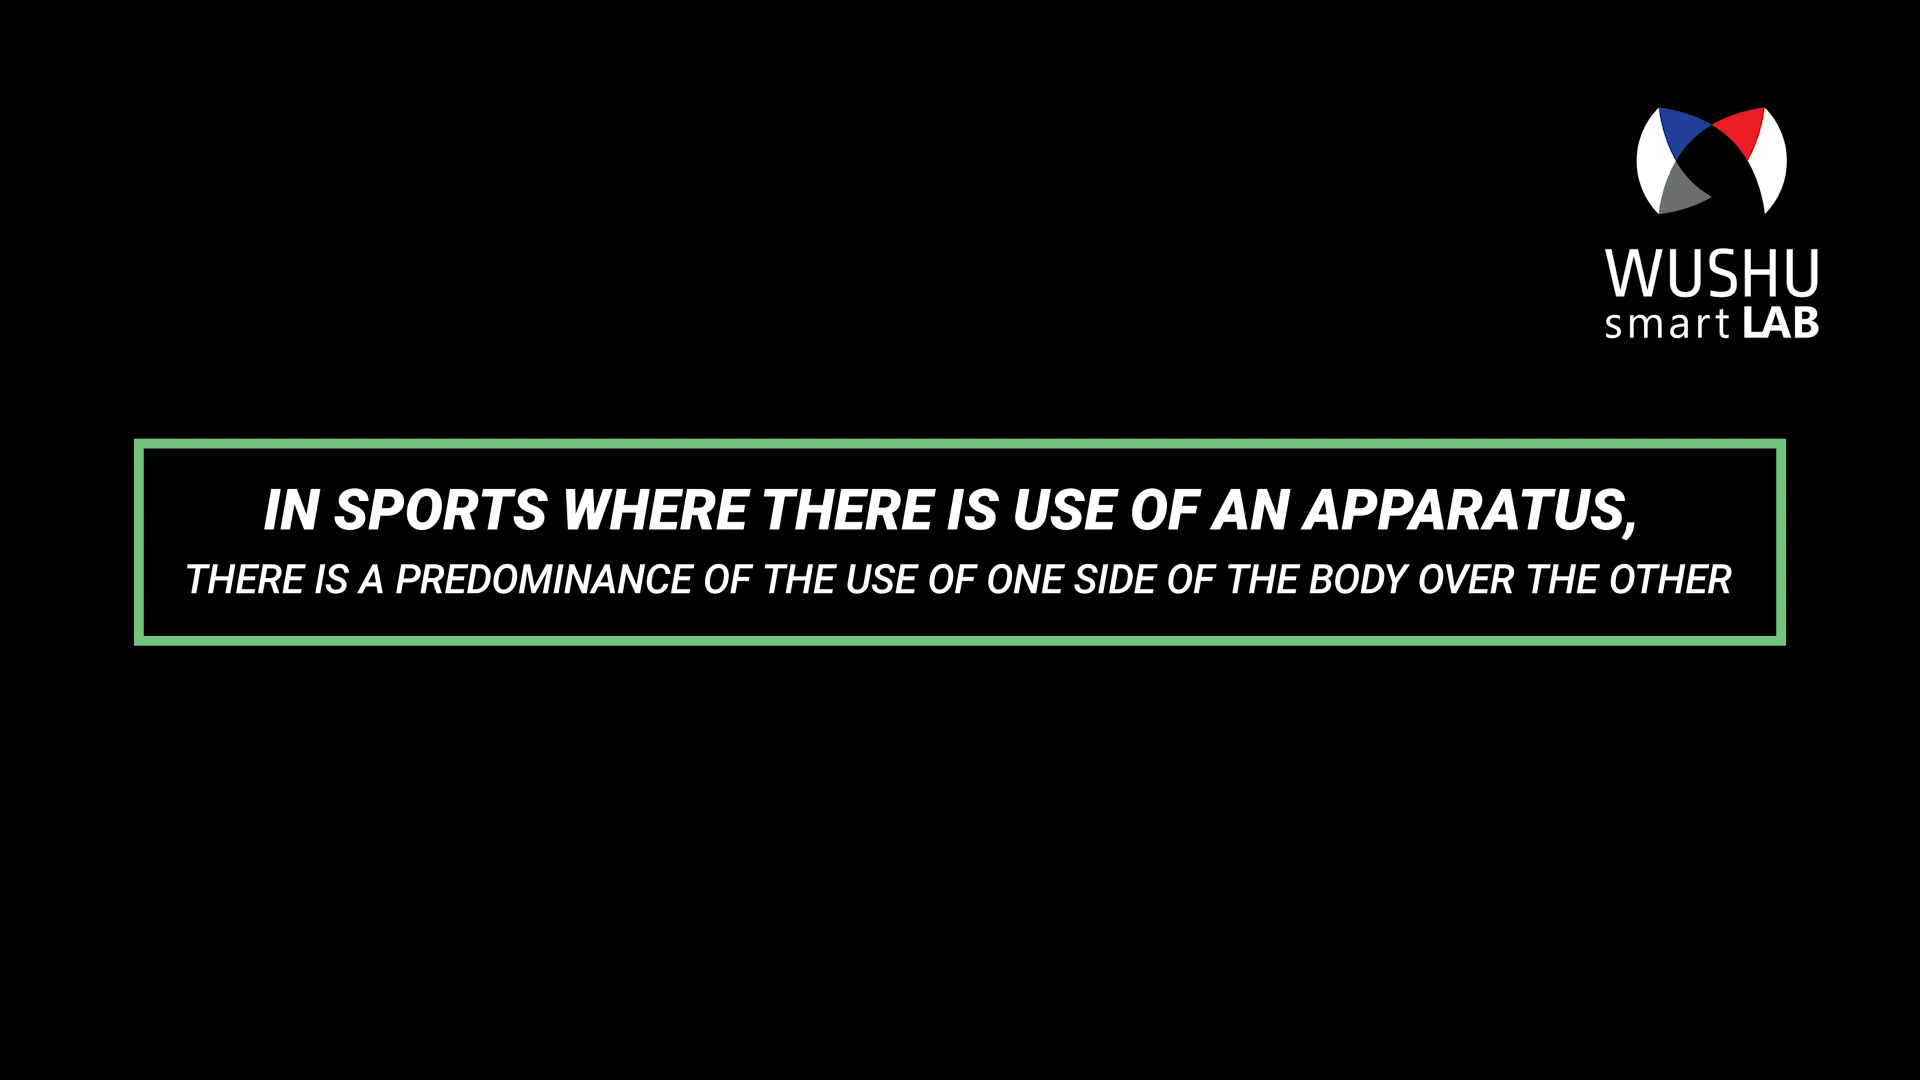 WUSHU
smart LAB
IN SPORTS WHERE THERE IS USE OF AN APPARATUS,
THERE IS A PREDOMINANCE OF THE USE OF ONE SIDE OF THE BODY OVER THE OTHER